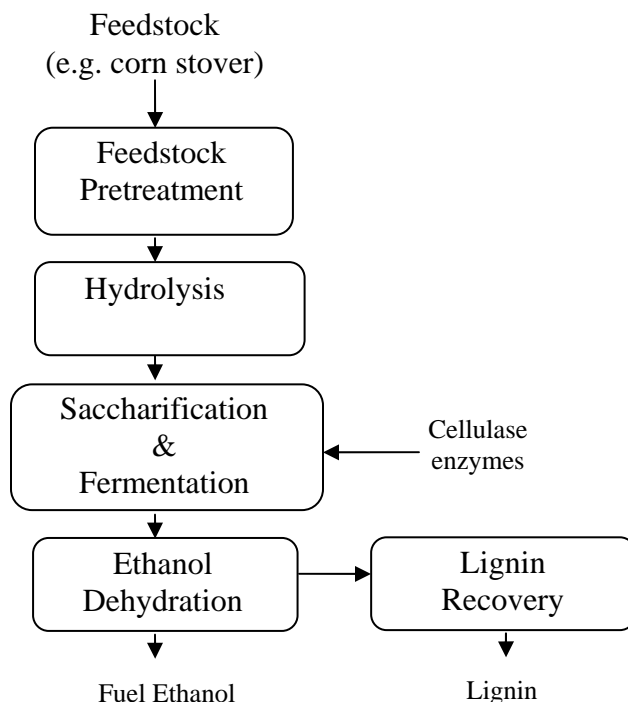 Feedstock
(e.g. corn stover)
Feedstock
Pretreatment
Hydrolysis
Saccharification
&
Fermentation
Cellulase
enzymes
Ethanol
Dehydration
Lignin
Recovery
Fuel Ethanol
Lignin